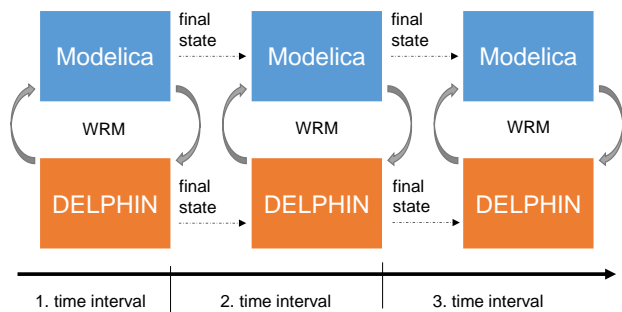 final
state
final
state
Modelica
Modelica
Modelica
WRM
WRM
WRM
DELPHIN
final
state
DELPHIN
final
state
DELPHIN
1. time interval
2. time interval
3. time interval